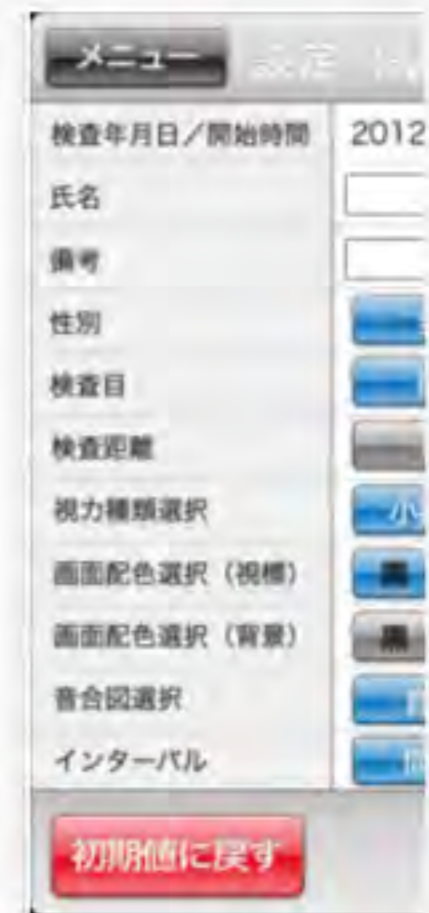 メニュー 設定
検査年月日／開始時間 2012
氏名
備考
性別
検査目
検査距離
視力種類選択 小
画面配色選択（視標） 黒
画面配色選択（背景） 黒
音合図選択
インターバル
初期値に戻す